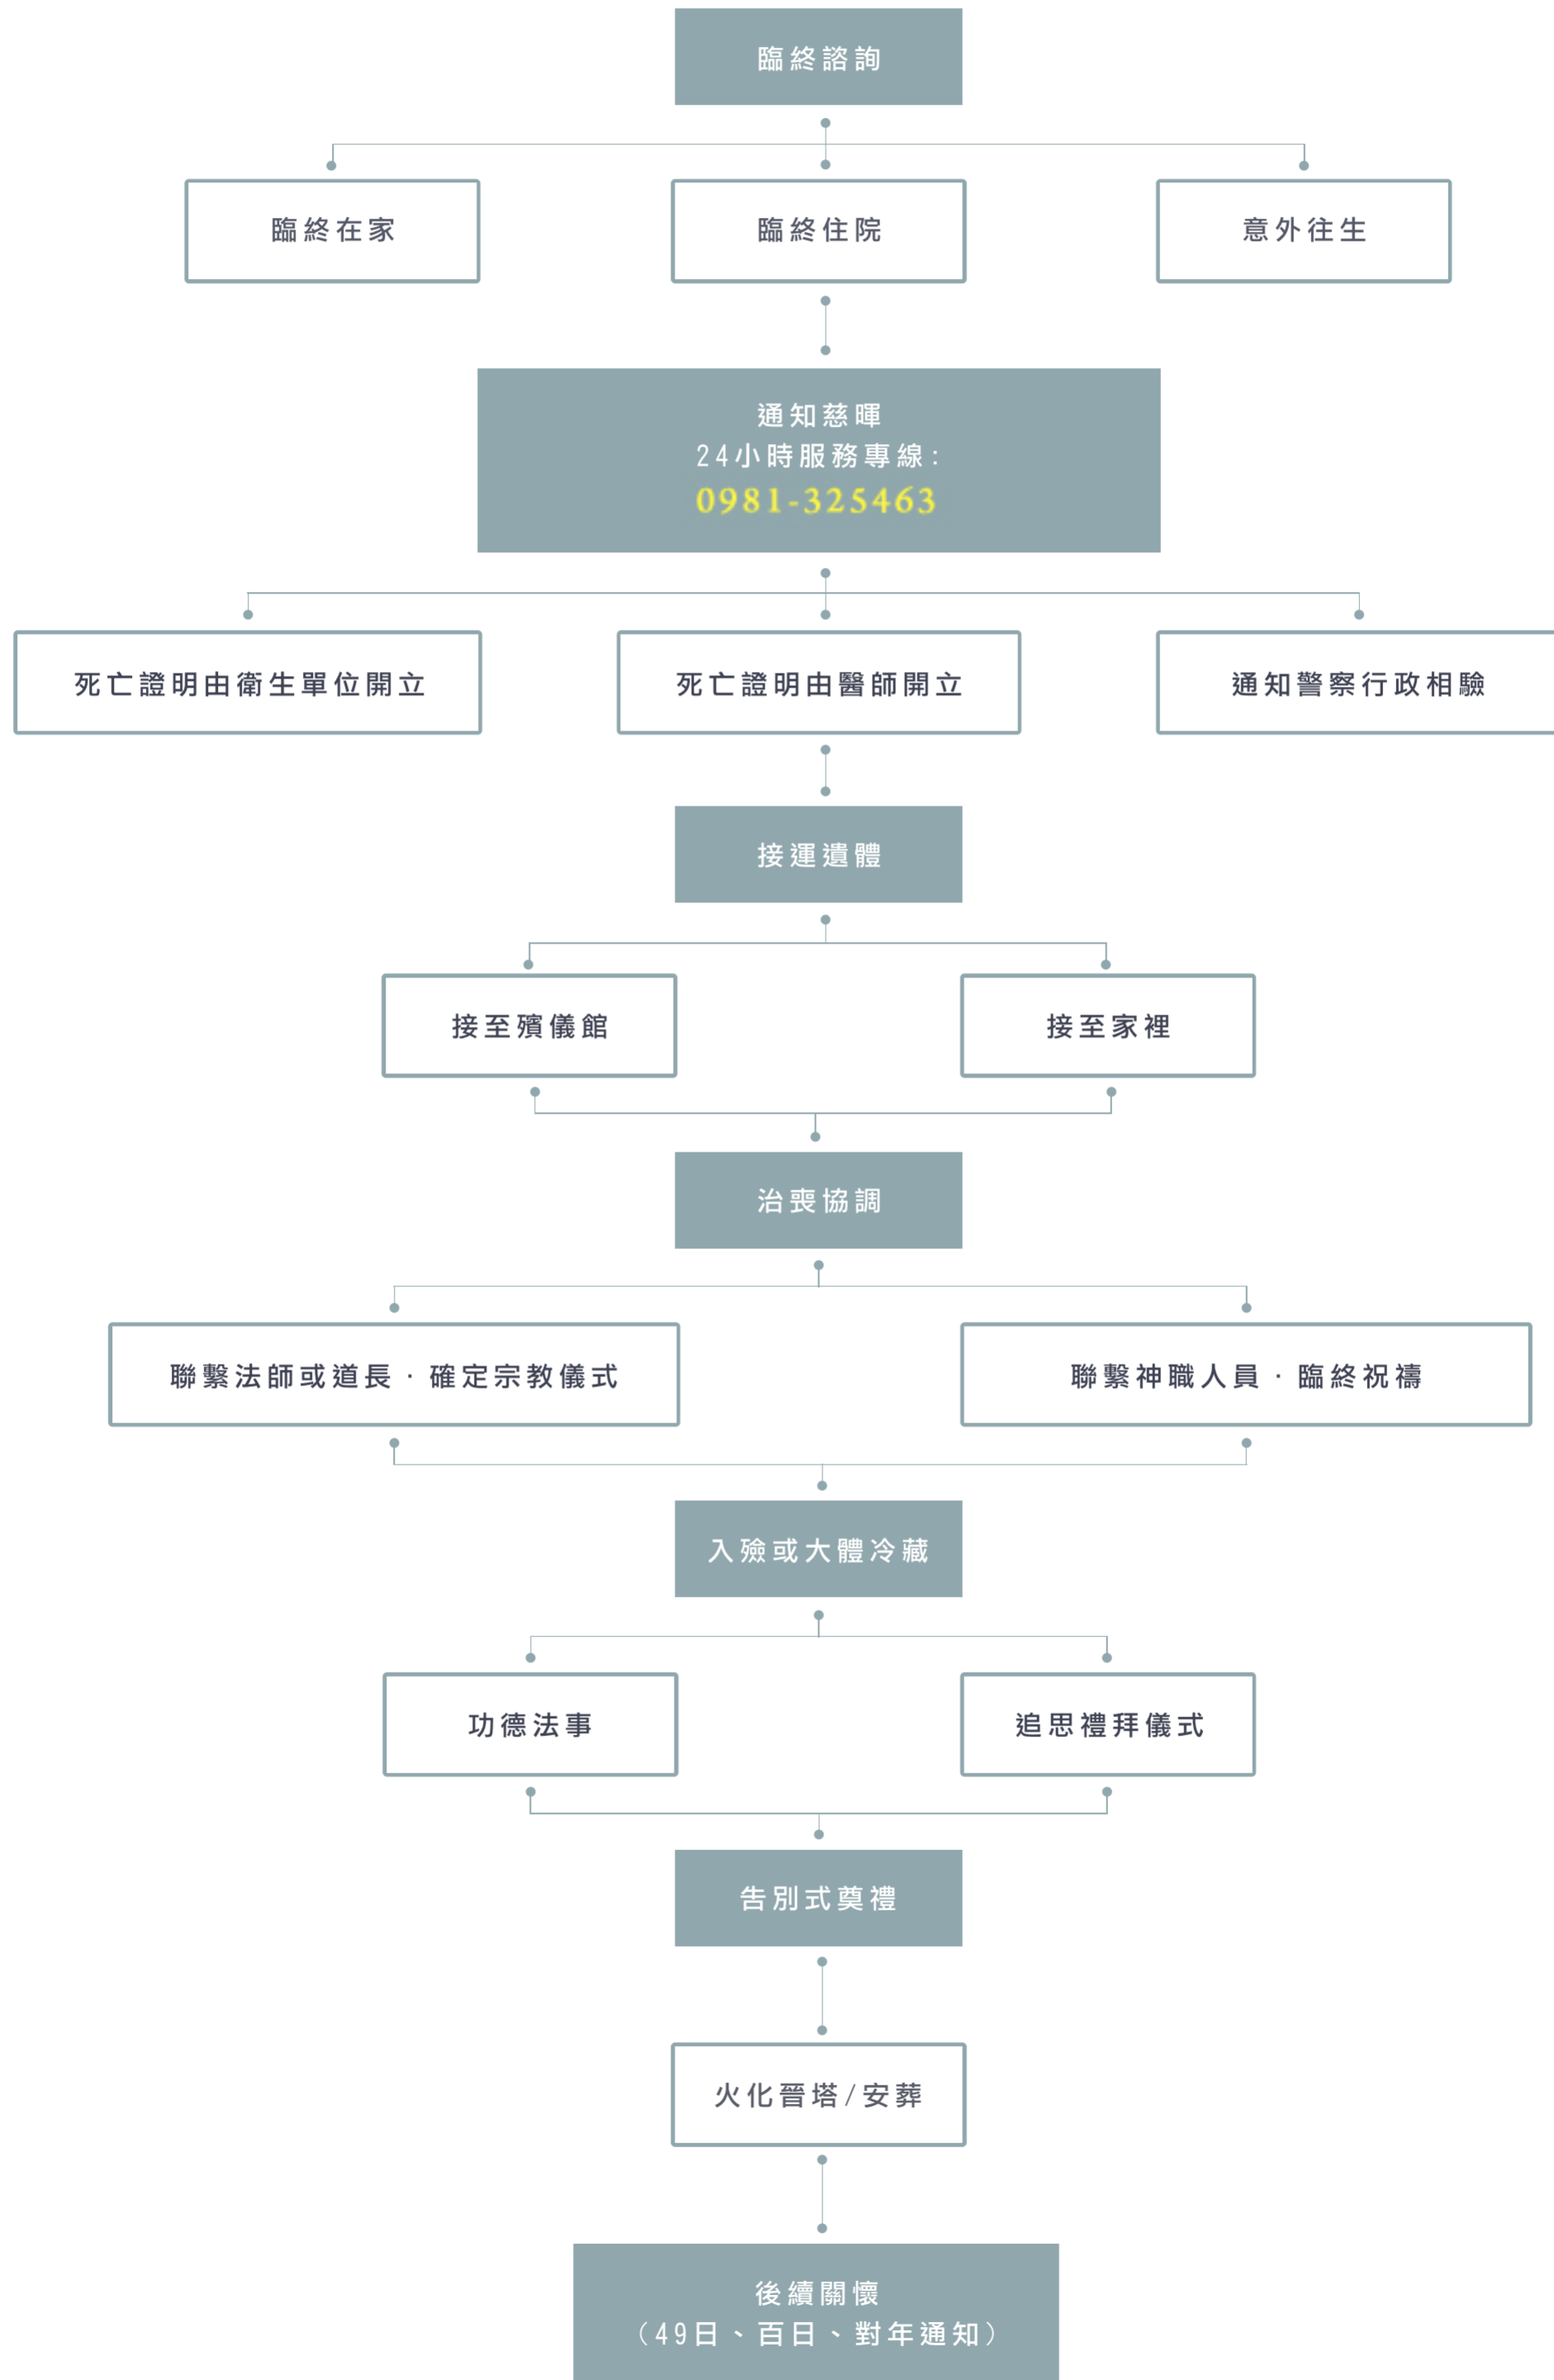 臨終諮詢
臨終在家
臨終住院
意外往生
通知慈暉
24小時服務專線：
0981-325463
死亡證明由衛生單位開立
死亡證明由醫師開立
通知警察行政相驗
接運遺體
接至殯儀館
接至家裡
治喪協調
聯繫法師或道長．確定宗教儀式
聯繫神職人員．臨終祝禱
入殮或大體冷藏
功德法事
追思禮拜儀式
告別式奠禮
火化晉塔/安葬
後續關懷
（49日、百日、對年通知）